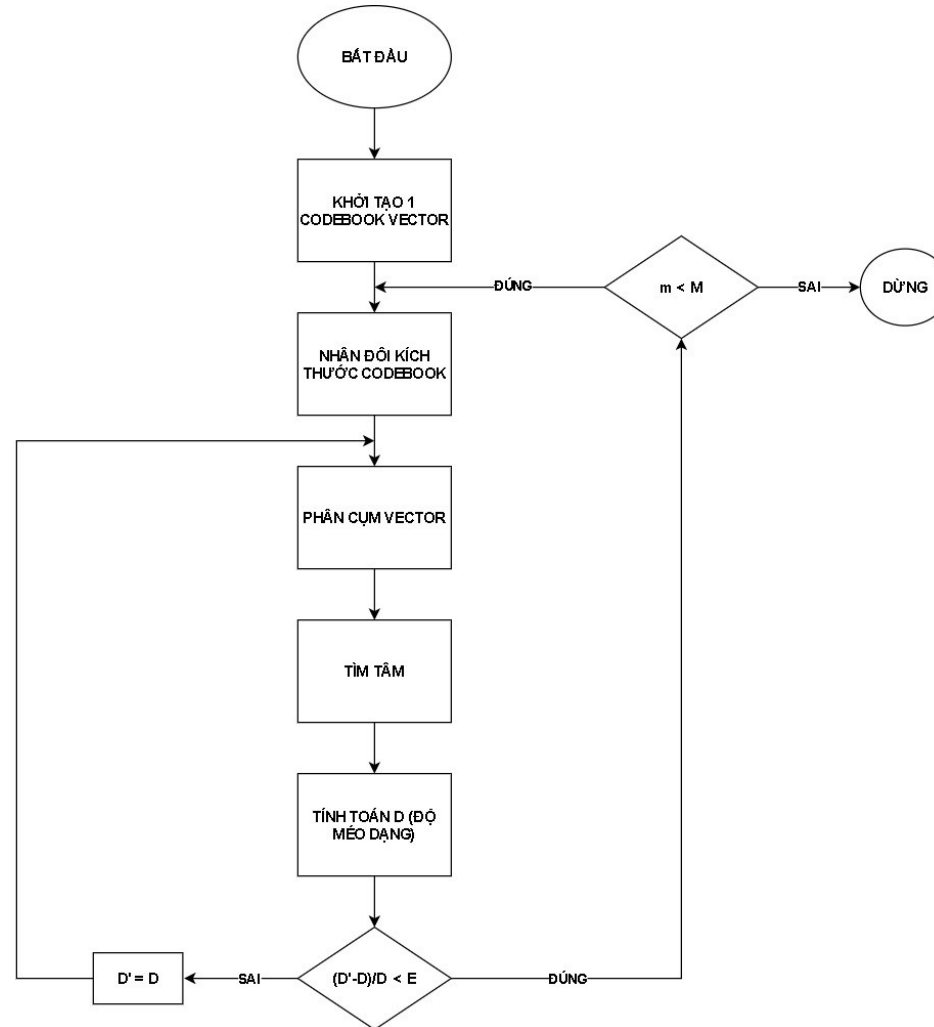 BẮT ĐẦU
KHỞI TẠO 1
CODEBOOK VECTOR
ĐÚNG
m < M
SAI
DỪNG
NHÂN ĐÔI KÍCH
THƯỚC CODEBOOK
PHÂN CỤM VECTOR
TÌM TÂM
TÍNH TOÁN D (ĐỘ
MÉO DẠNG)
D' = D
SAI
(D'-D)/D < E
ĐÚNG